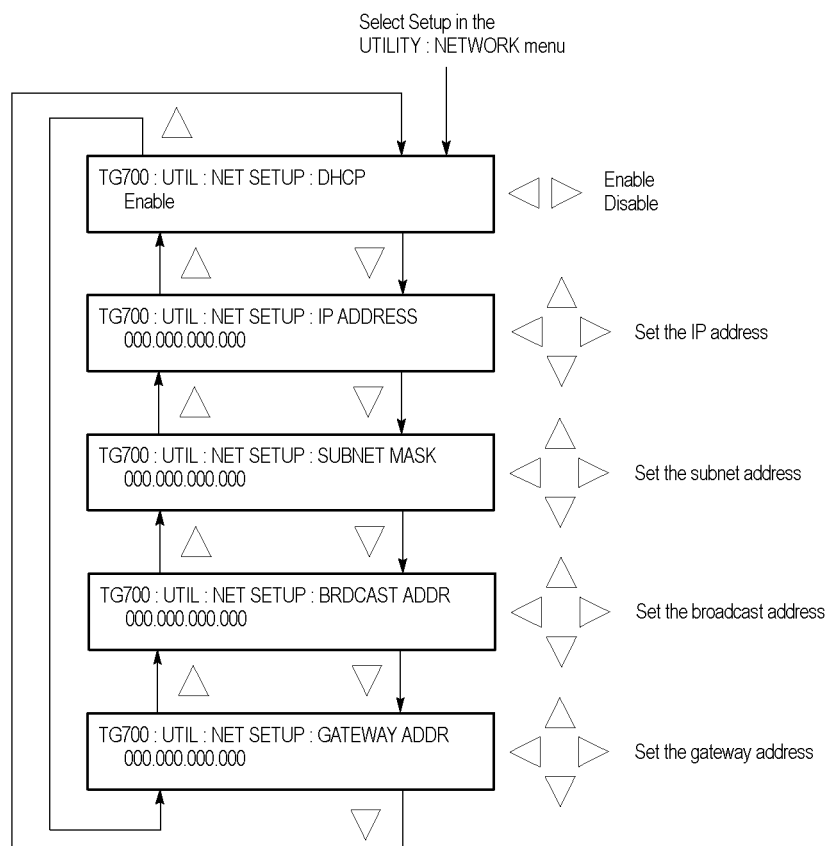 Select Setup in the
UTILITY : NETWORK menu
TG700 : UTIL : NET SETUP : DHCP
Enable
Enable
Disable
TG700 : UTIL : NET SETUP : IP ADDRESS
000.000.000.000
Set the IP address
TG700 : UTIL : NET SETUP : SUBNET MASK
000.000.000.000
Set the subnet address
TG700 : UTIL : NET SETUP : BRDCAST ADDR
000.000.000.000
Set the broadcast address
TG700 : UTIL : NET SETUP : GATEWAY ADDR
000.000.000.000
Set the gateway address